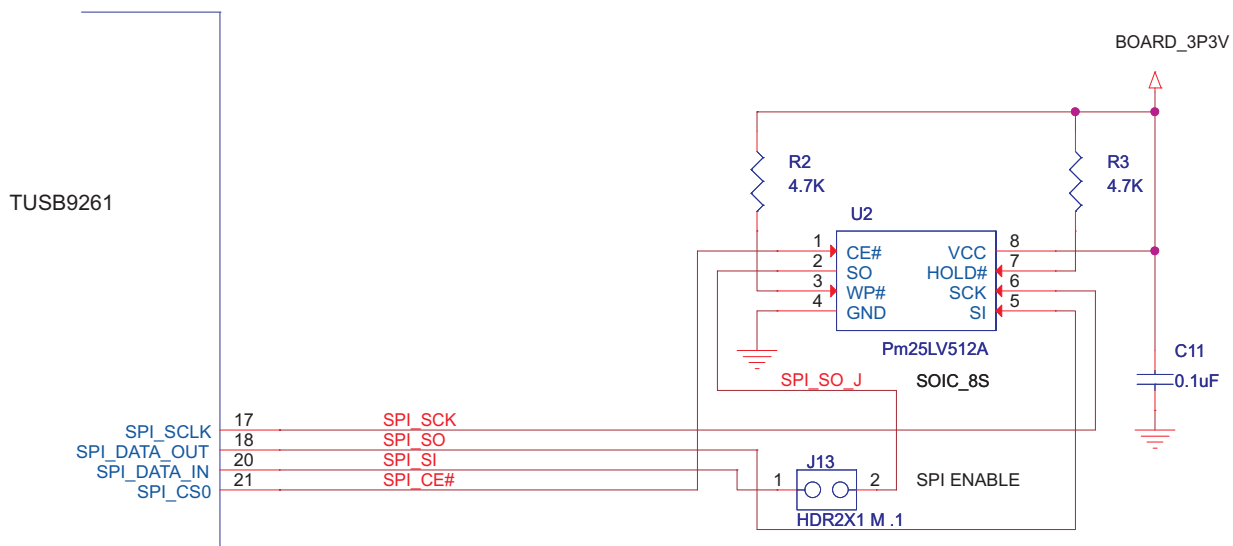 BOARD_3P3V
R2
4.7K
R3
4.7K
TUSB9261
U2
1 CE# VCC 8
2 SO HOLD# 7
3 WP# SCK 6
4 GND SI 5
Pm25LV512A
C11
0.1uF
SPI_SO_J SOIC_8S
SPI_SCLK 17 SPI_SCK
SPI_DATA_OUT 18 SPI_SO
SPI_DATA_IN 20 SPI_SI
SPI_CS0 21 SPI_CE#
J13
1 2 SPI ENABLE
HDR2X1 M .1